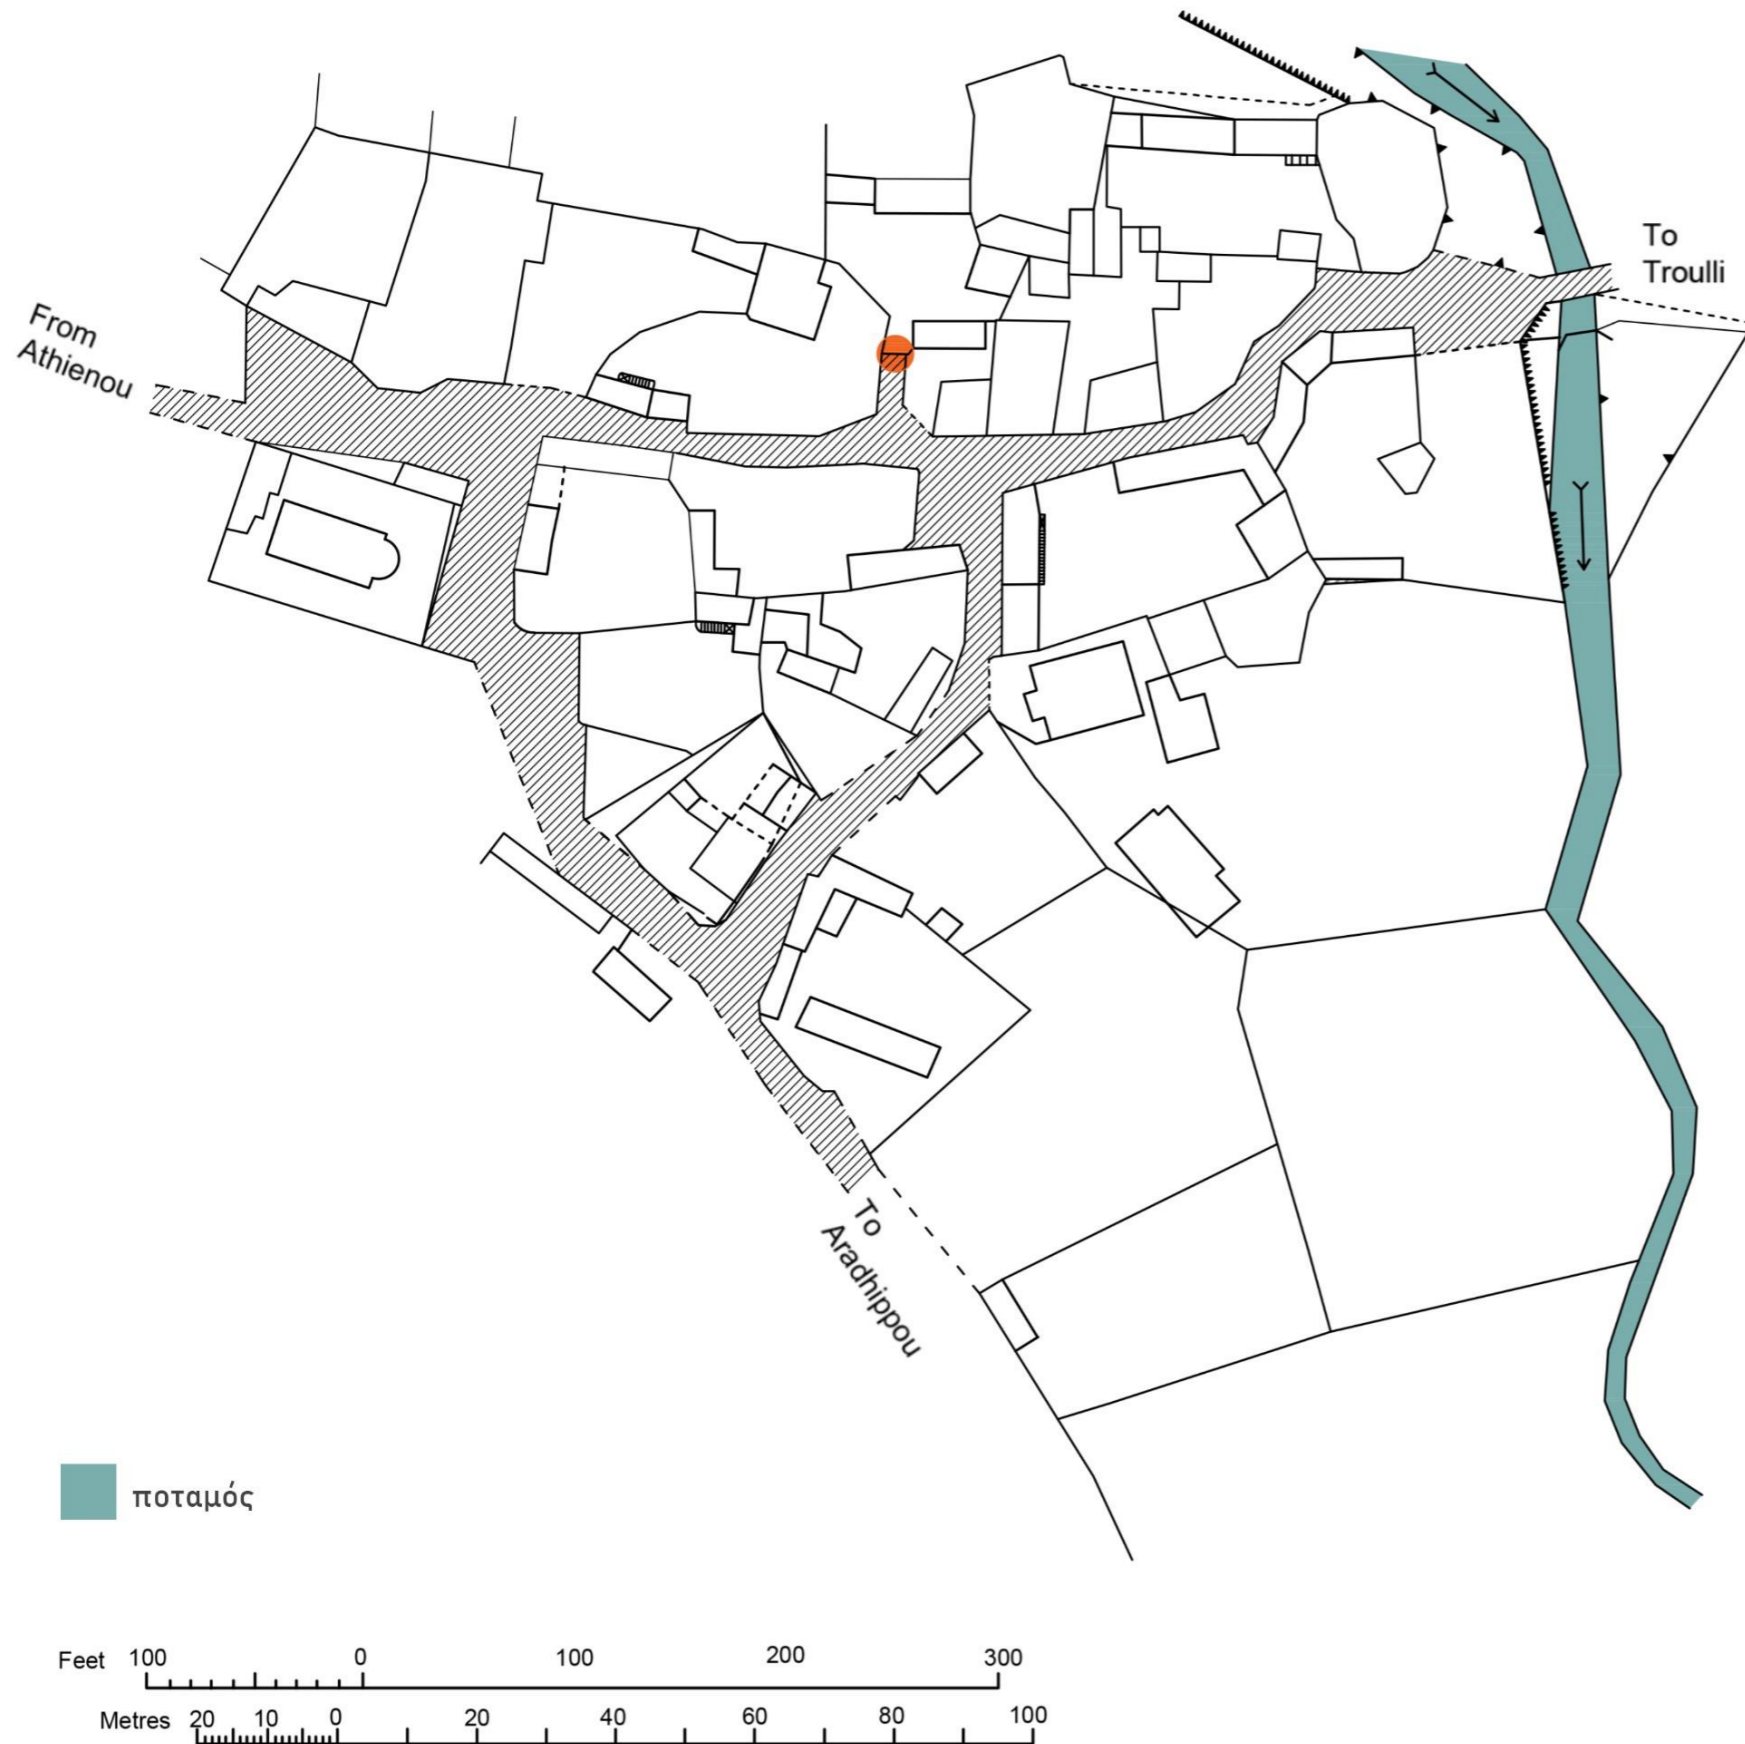 To
Troulli
From
Athienou
To
Aradhippou
ποταμός
Feet 100 0 100 200 300
Metres 20 10 0 20 40 60 80 100